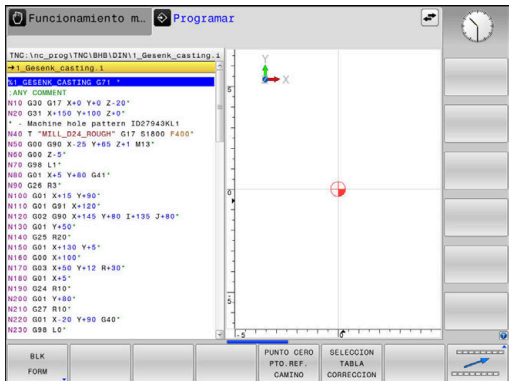 Funcionamiento m… Programar
TNC:\nc_prog\TNC\BHB\DIN\1_Gesenk_casting.i
→1_Gesenk_casting.i
%1_GESENK_CASTING G71 *
;ANY COMMENT
N10 G30 G17 X+0 Y+0 Z-20*
N20 G31 X+150 Y+100 Z+0*
* - Machine hole pattern ID27943KL1
N40 T "MILL_D24_ROUGH" G17 S1800 F400*
N50 G00 G90 X-25 Y+65 Z+1 M13*
N60 G00 Z-5*
N70 G98 L1*
N80 G01 X+5 Y+80 G41*
N90 G26 R3*
N100 G01 X+15 Y+90*
N110 G01 G91 X+120*
N120 G02 G90 X+145 Y+80 I+135 J+80*
N130 G01 Y+50*
N140 G25 R20*
N150 G01 X+130 Y+5*
N160 G00 X+100*
N170 G03 X+50 Y+12 R+30*
N180 G01 X+5*
N190 G24 R10*
N200 G01 Y+80*
N210 G27 R10*
N220 G01 X-20 Y+90 G40*
N230 G98 L0*
Y
X
5
0
5
-5
0
BLK
FORM
PUNTO CERO
PTO.REF.
CAMINO
SELECCION
TABLA
CORRECCION